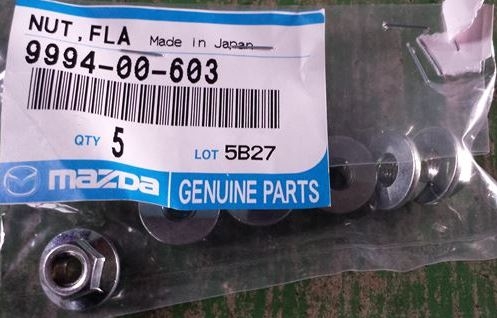 NUT, FLA Made in Japan
9994-00-603
QTY 5 LOT 5B27
mazda GENUINE PARTS